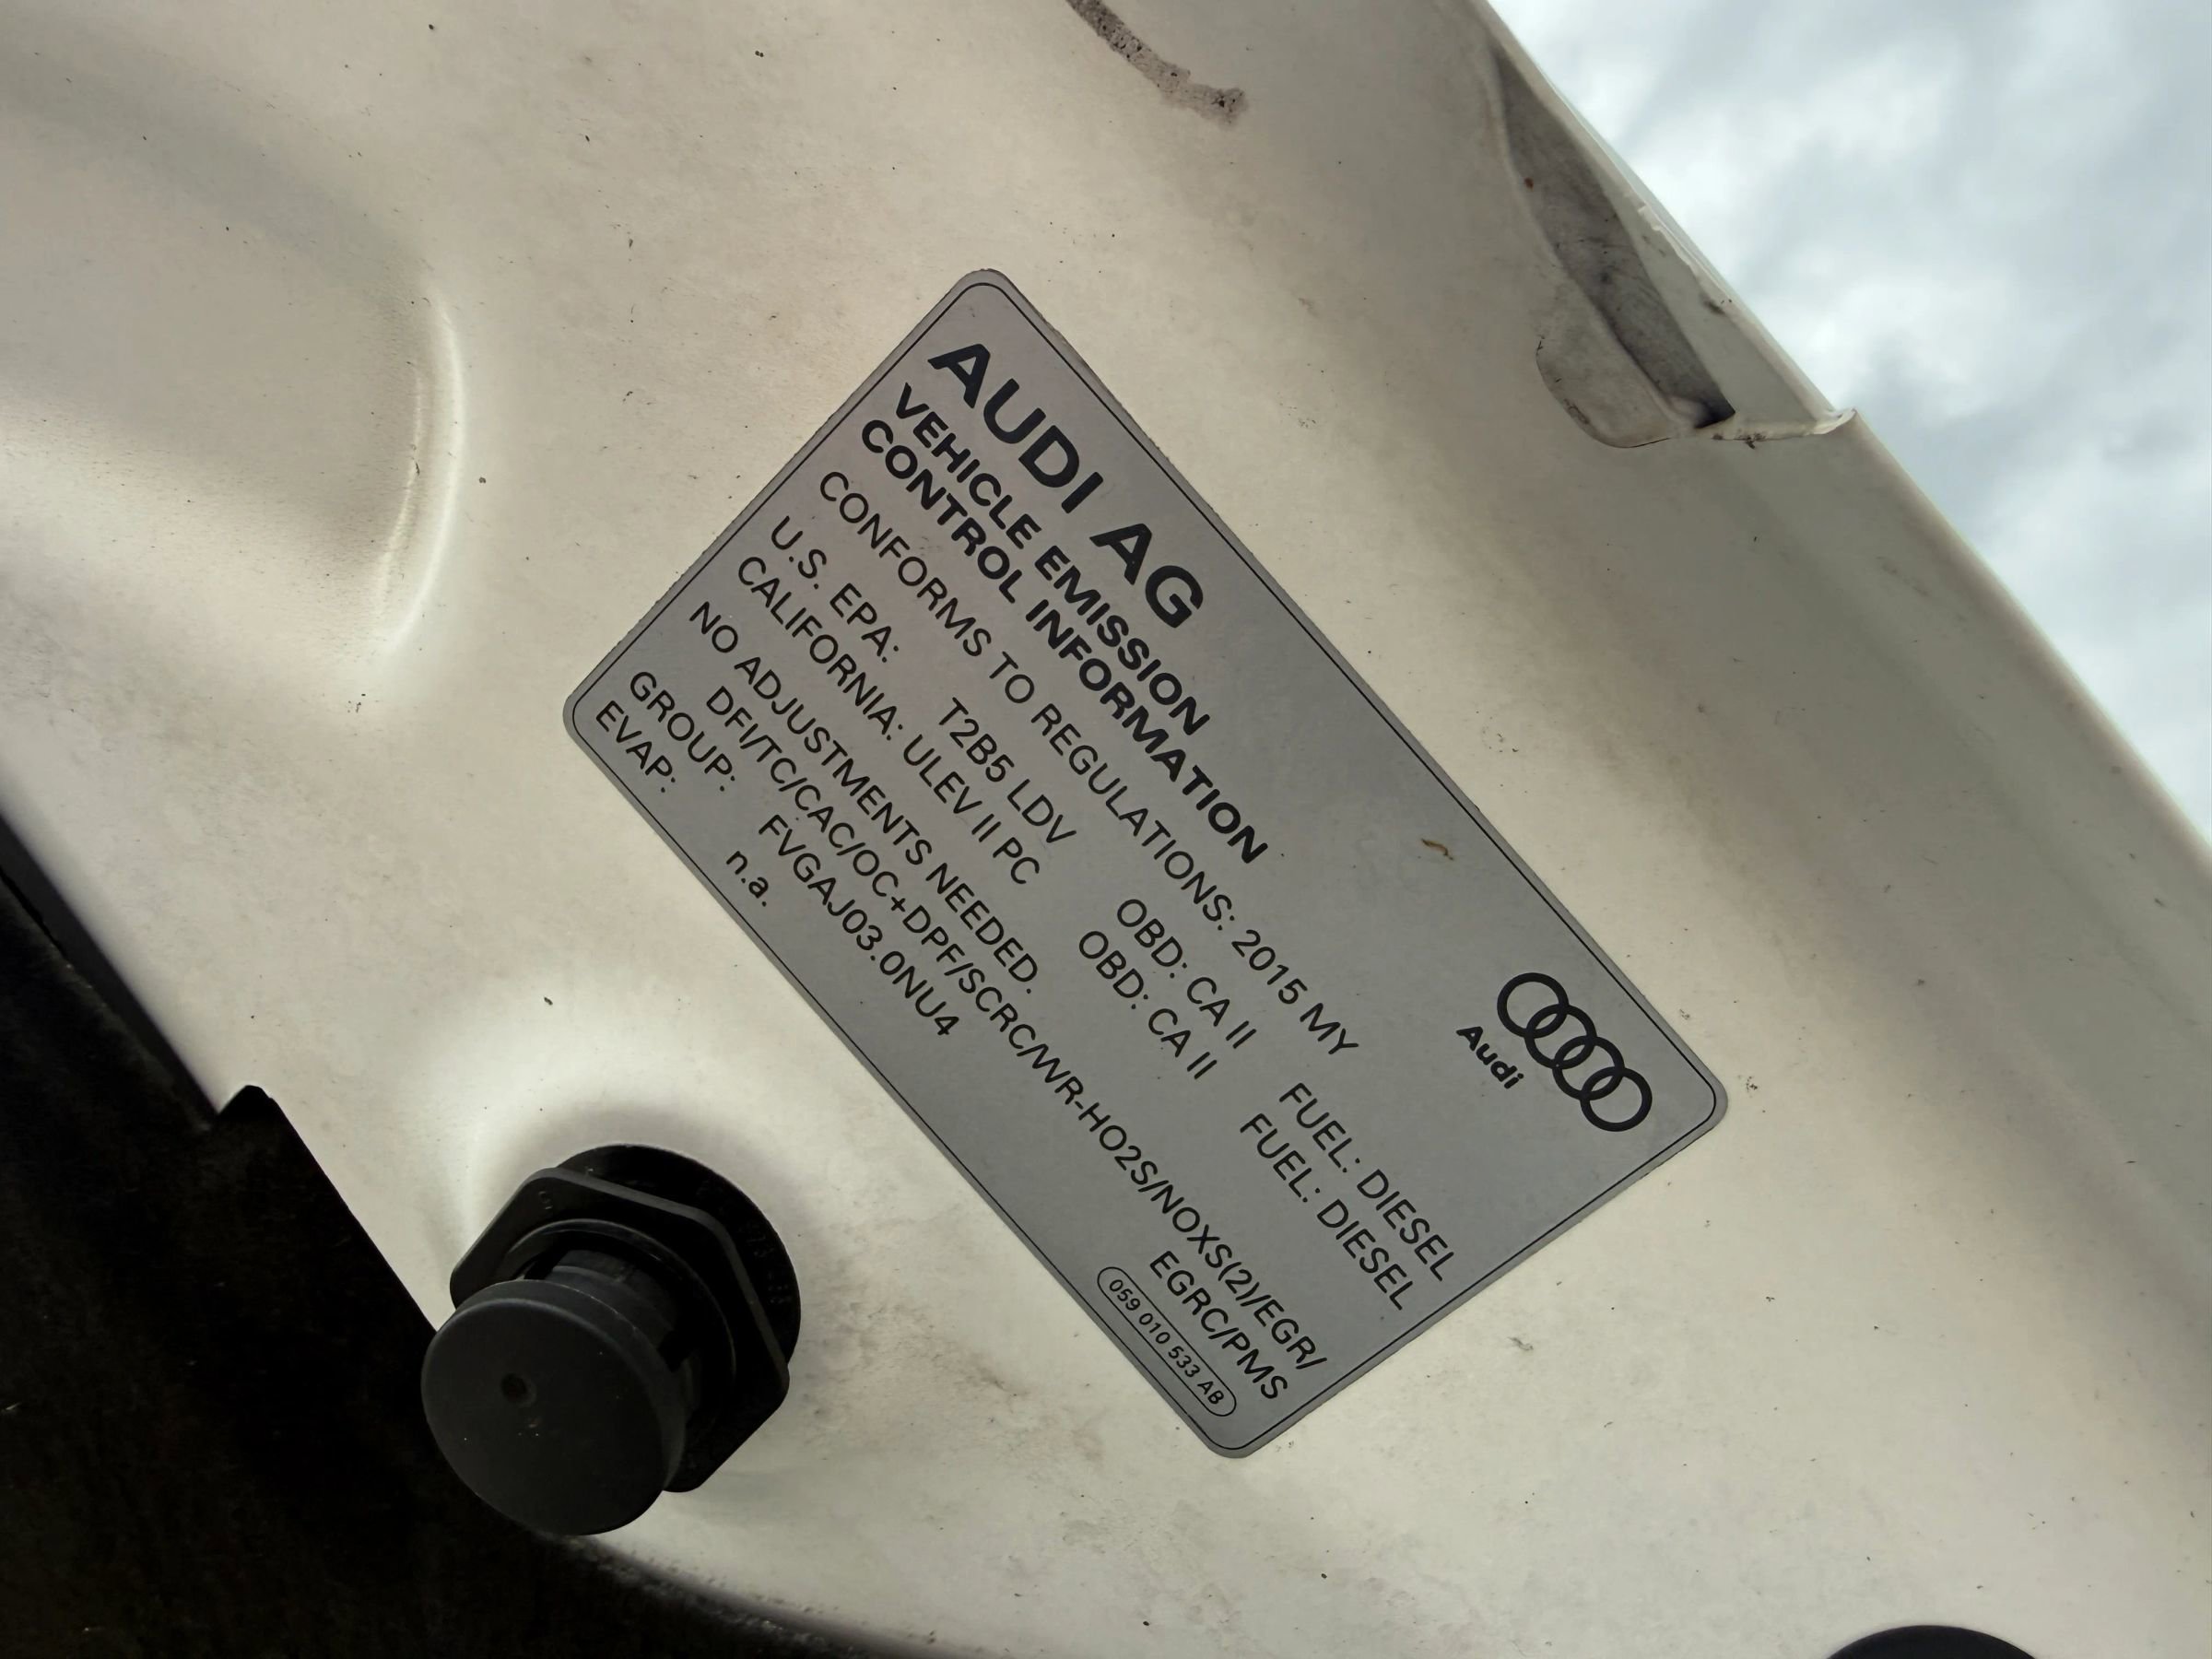 AUDI AG
VEHICLE EMISSION
CONTROL INFORMATION
Audi
CONFORMS TO REGULATIONS: 2015 MY
U.S. EPA: T2B5 LDV OBD: CA II FUEL: DIESEL
CALIFORNIA: ULEV II PC OBD: CA II FUEL: DIESEL
NO ADJUSTMENTS NEEDED.
DFI/TC/CAC/OC+DPF/SCRC/WR-HO2S/NOXS(2)/EGR/
EGRC/PMS
GROUP: FVGAJ03.0NU4
EVAP: n.a.
059 010 533 AB